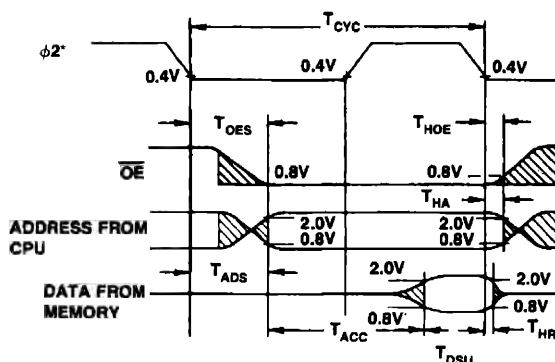 T_CYC
ϕ2*
0.4V 0.4V 0.4V
T_OES T_HOE
O̅E̅ 0.8V 0.8V
T_HA
ADDRESS FROM CPU 2.0V 0.8V 2.0V 0.8V
T_ADS
DATA FROM MEMORY 2.0V 0.8V 2.0V 0.8V
T_ACC T_DSU T_HR